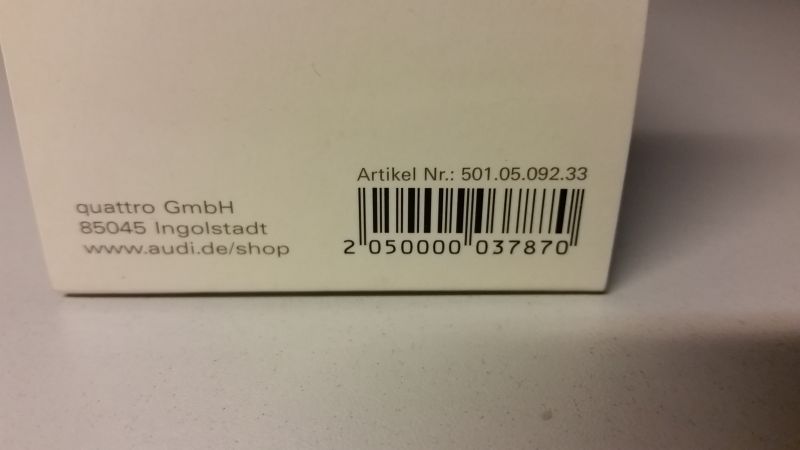 Artikel Nr.: 501.05.092.33
quattro GmbH
85045 Ingolstadt
www.audi.de/shop
2 050000 037870